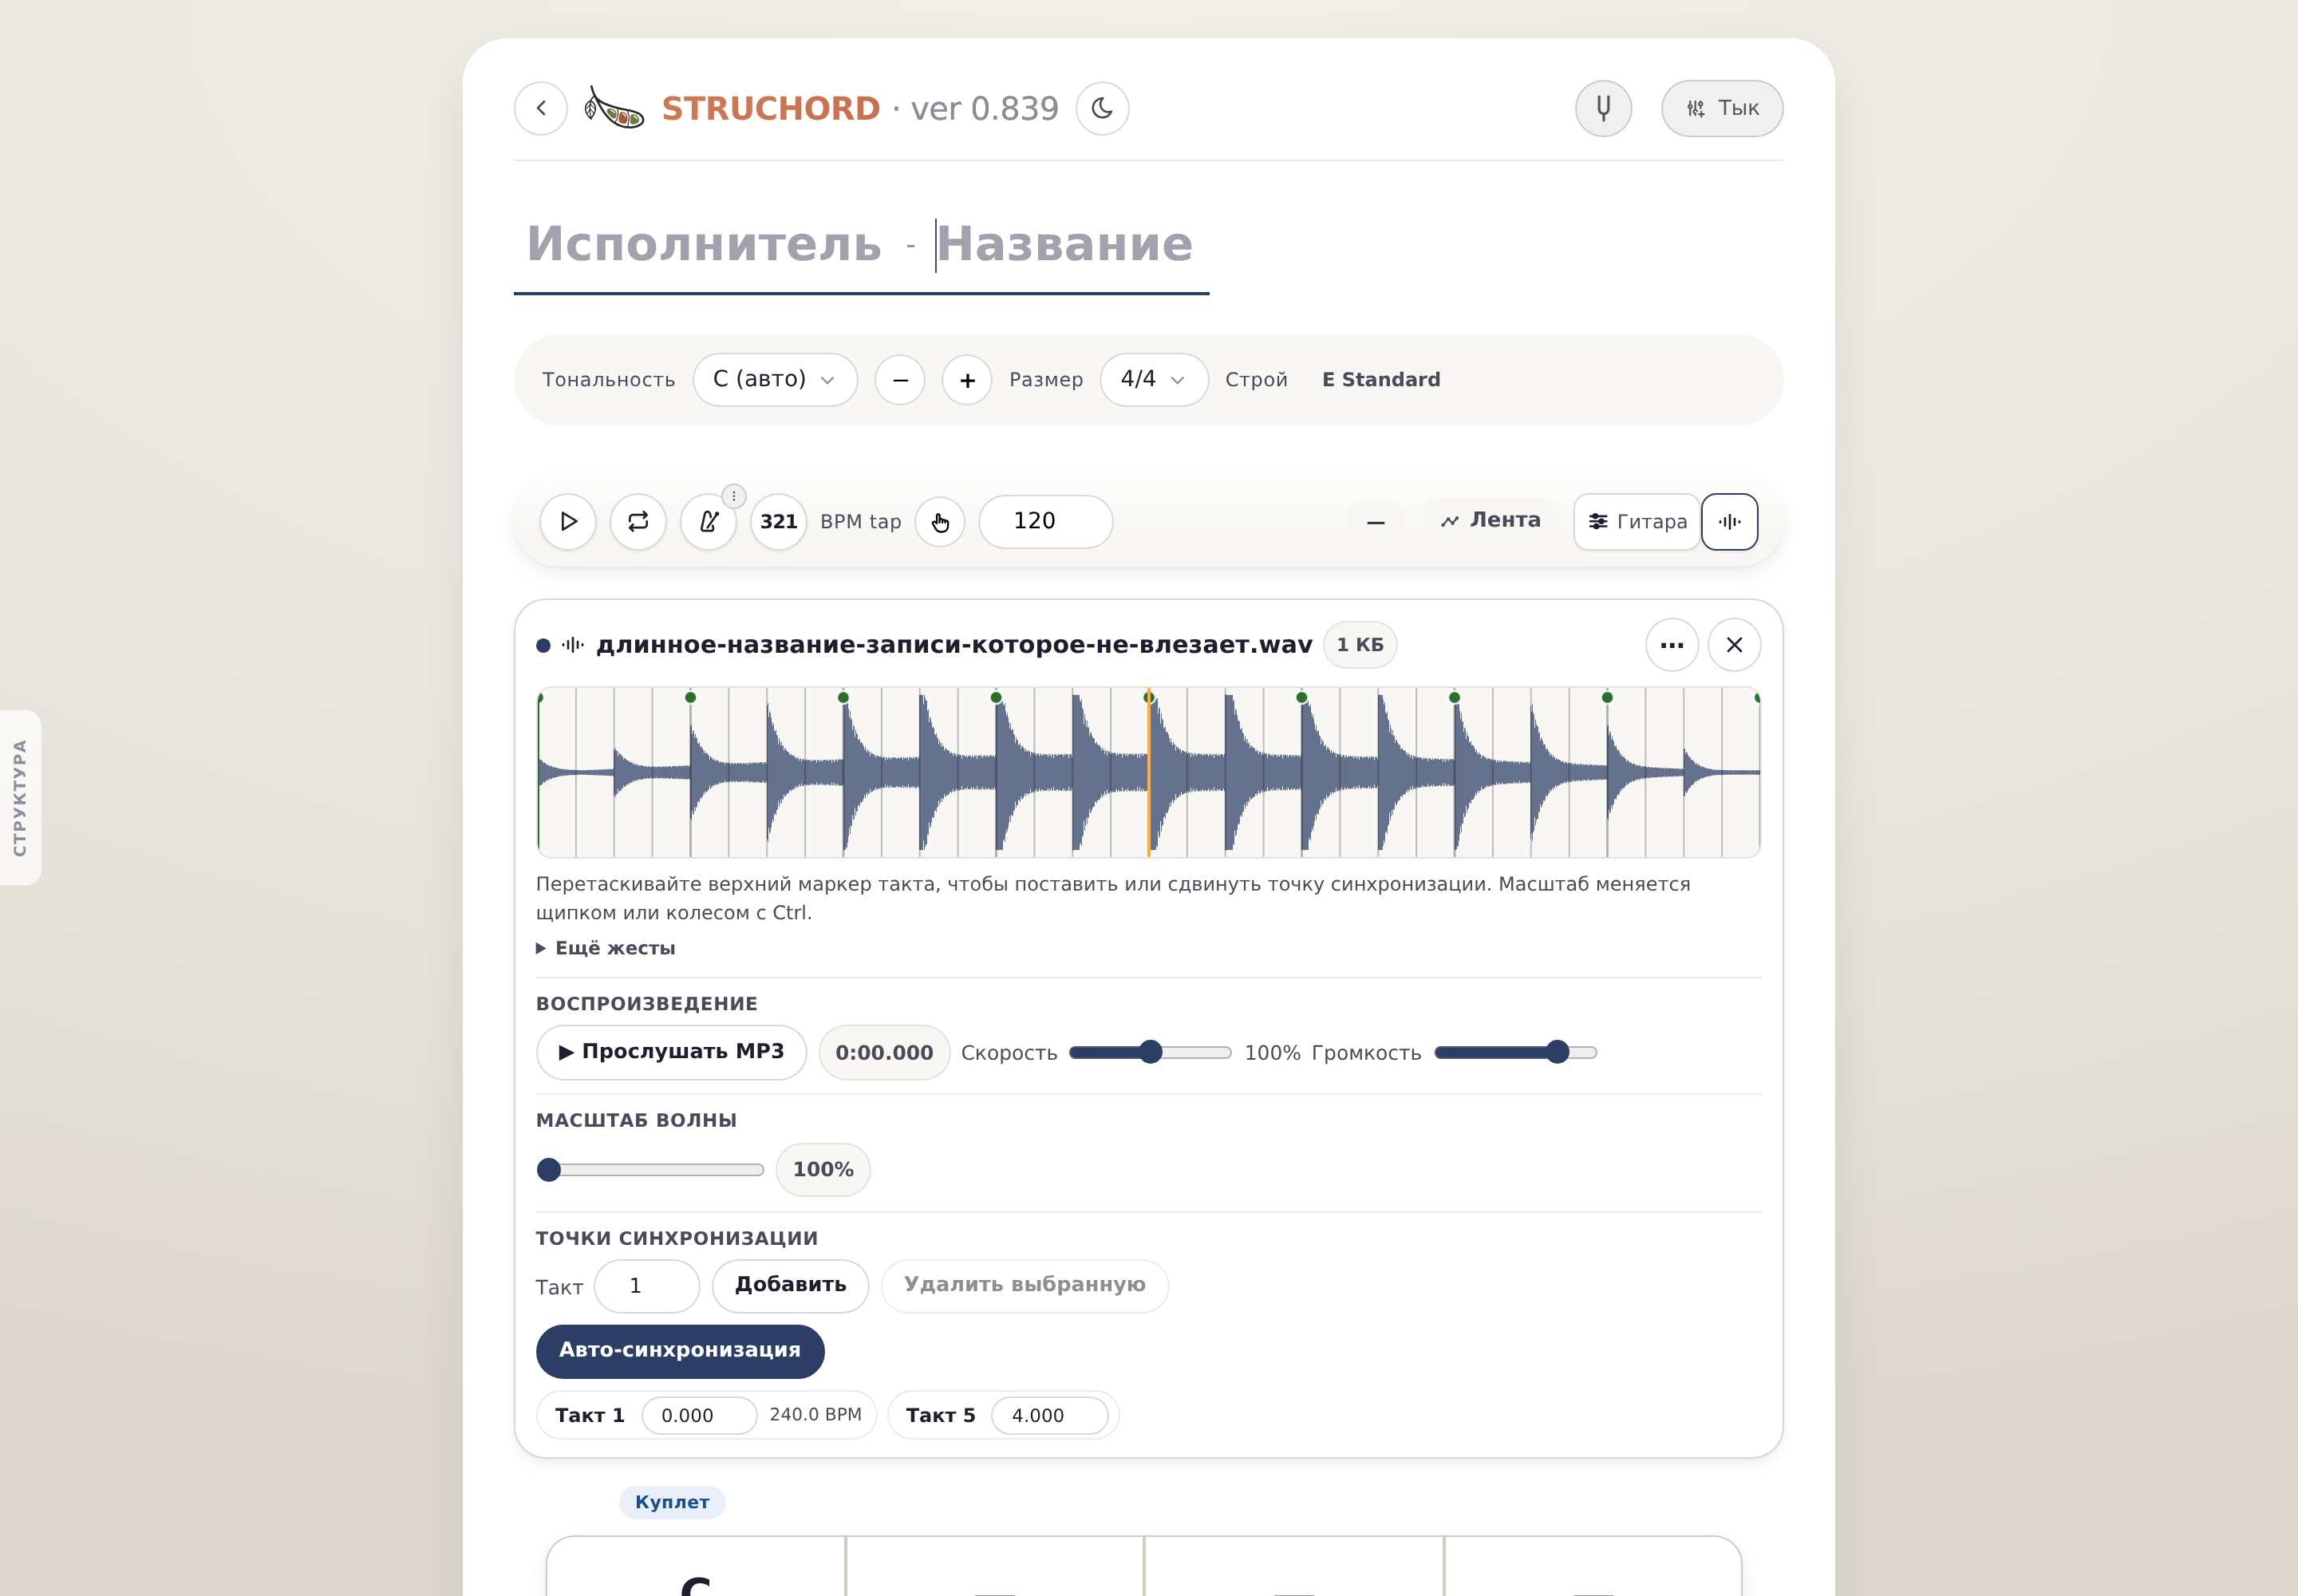 STRUCHORD · ver 0.839
Тык
Исполнитель - Название
Тональность C (авто) − + Размер 4/4 Строй E Standard
321 BPM tap 120 — Лента Гитара
длинное-название-записи-которое-не-влезает.wav 1 КБ ... ×
СТРУКТУРА
Перетаскивайте верхний маркер такта, чтобы поставить или сдвинуть точку синхронизации. Масштаб меняется
щипком или колесом с Ctrl.
▶ Ещё жесты
ВОСПРОИЗВЕДЕНИЕ
▶ Прослушать MP3 0:00.000 Скорость 100% Громкость
МАСШТАБ ВОЛНЫ
100%
ТОЧКИ СИНХРОНИЗАЦИИ
Такт 1 Добавить Удалить выбранную
Авто-синхронизация
Такт 1 0.000 240.0 BPM Такт 5 4.000
Куплет
C — — —